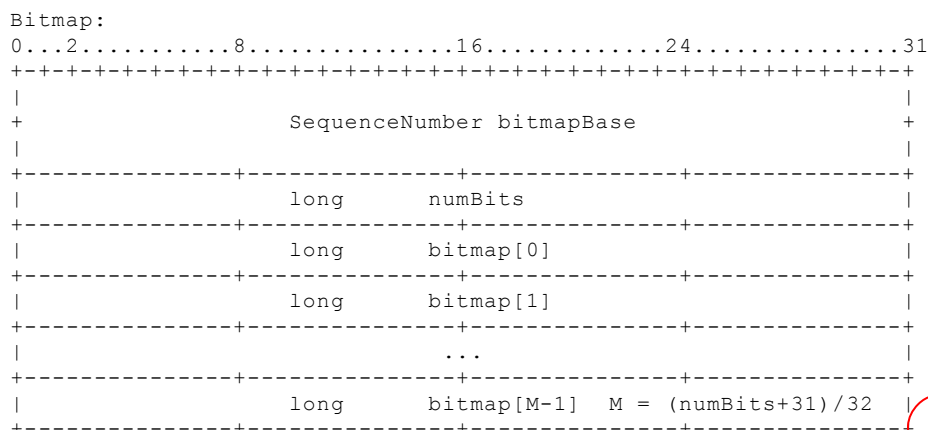 Bitmap:
0...2...........8...............16.............24...............31
+-+-+-+-+-+-+-+-+-+-+-+-+-+-+-+-+-+-+-+-+-+-+-+-+-+-+-+-+-+-+-+-+
|                                                               |
+                   SequenceNumber bitmapBase                   +
|                                                               |
+---------------+---------------+---------------+---------------+
|                   long      numBits                           |
+---------------+---------------+---------------+---------------+
|                   long      bitmap[0]                         |
+---------------+---------------+---------------+---------------+
|                   long      bitmap[1]                         |
+---------------+---------------+---------------+---------------+
|                              ...                              |
+---------------+---------------+---------------+---------------+
|                   long      bitmap[M-1]  M = (numBits+31)/32  |
+---------------+---------------+---------------+---------------+